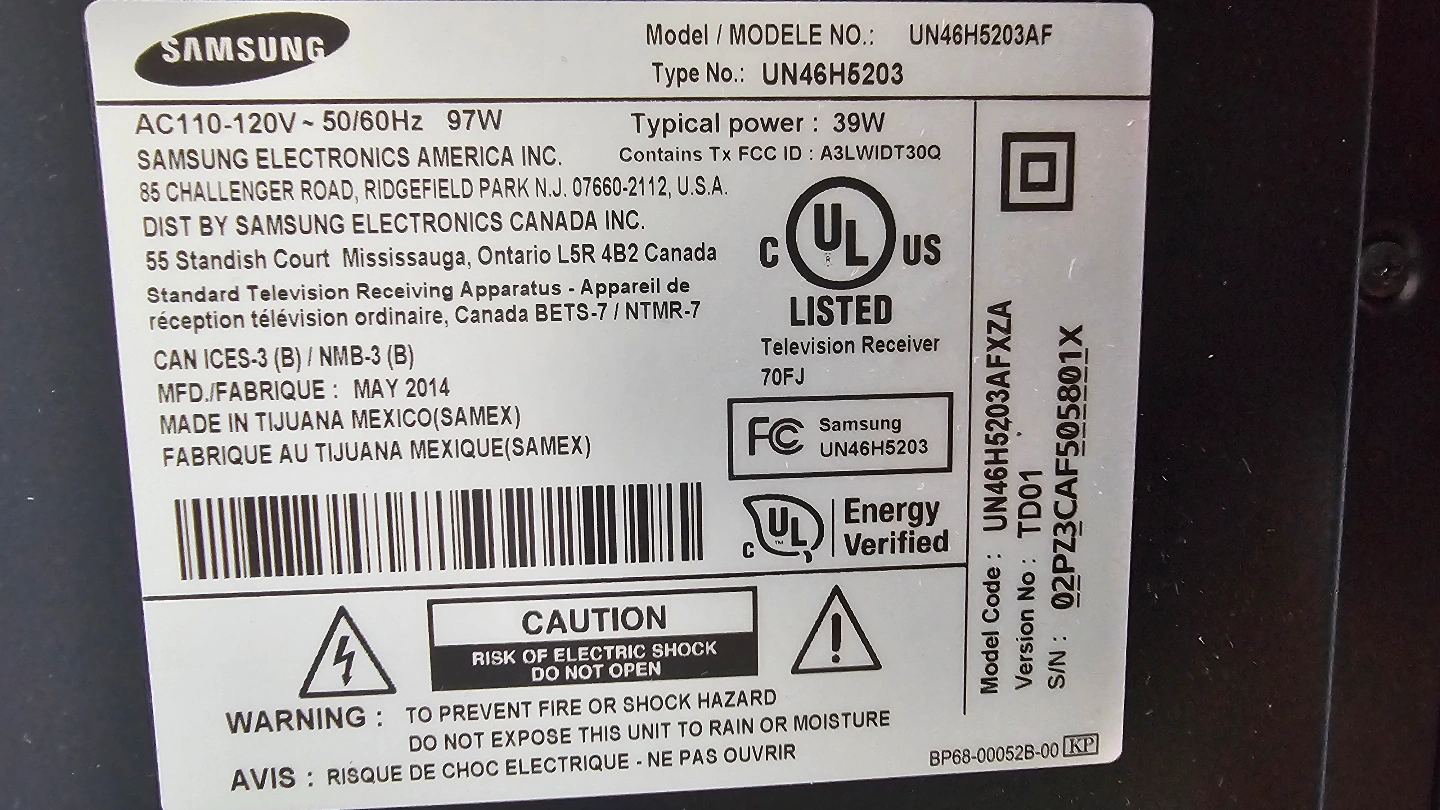 SAMSUNG
Model / MODELE NO.: UN46H5203AF
Type No.: UN46H5203
AC110-120V ~ 50/60Hz 97W
Typical power : 39W
SAMSUNG ELECTRONICS AMERICA INC.
Contains Tx FCC ID : A3LWIDT30Q
85 CHALLENGER ROAD, RIDGEFIELD PARK N.J. 07660-2112, U.S.A.
DIST BY SAMSUNG ELECTRONICS CANADA INC.
55 Standish Court Mississauga, Ontario L5R 4B2 Canada
Standard Television Receiving Apparatus - Appareil de
réception télévision ordinaire, Canada BETS-7 / NTMR-7
CAN ICES-3 (B) / NMB-3 (B)
MFD./FABRIQUE : MAY 2014
MADE IN TIJUANA MEXICO(SAMEX)
FABRIQUE AU TIJUANA MEXIQUE(SAMEX)
C UL US
LISTED
Television Receiver
70FJ
FC Samsung
UN46H5203
C UL Energy
Verified
Model Code : UN46H5203AFXZA
Version No : TD01
S/N : 02PZ3CAF505801X
CAUTION
RISK OF ELECTRIC SHOCK
DO NOT OPEN
WARNING : TO PREVENT FIRE OR SHOCK HAZARD
DO NOT EXPOSE THIS UNIT TO RAIN OR MOISTURE
AVIS : RISQUE DE CHOC ELECTRIQUE - NE PAS OUVRIR
BP68-00052B-00 KP